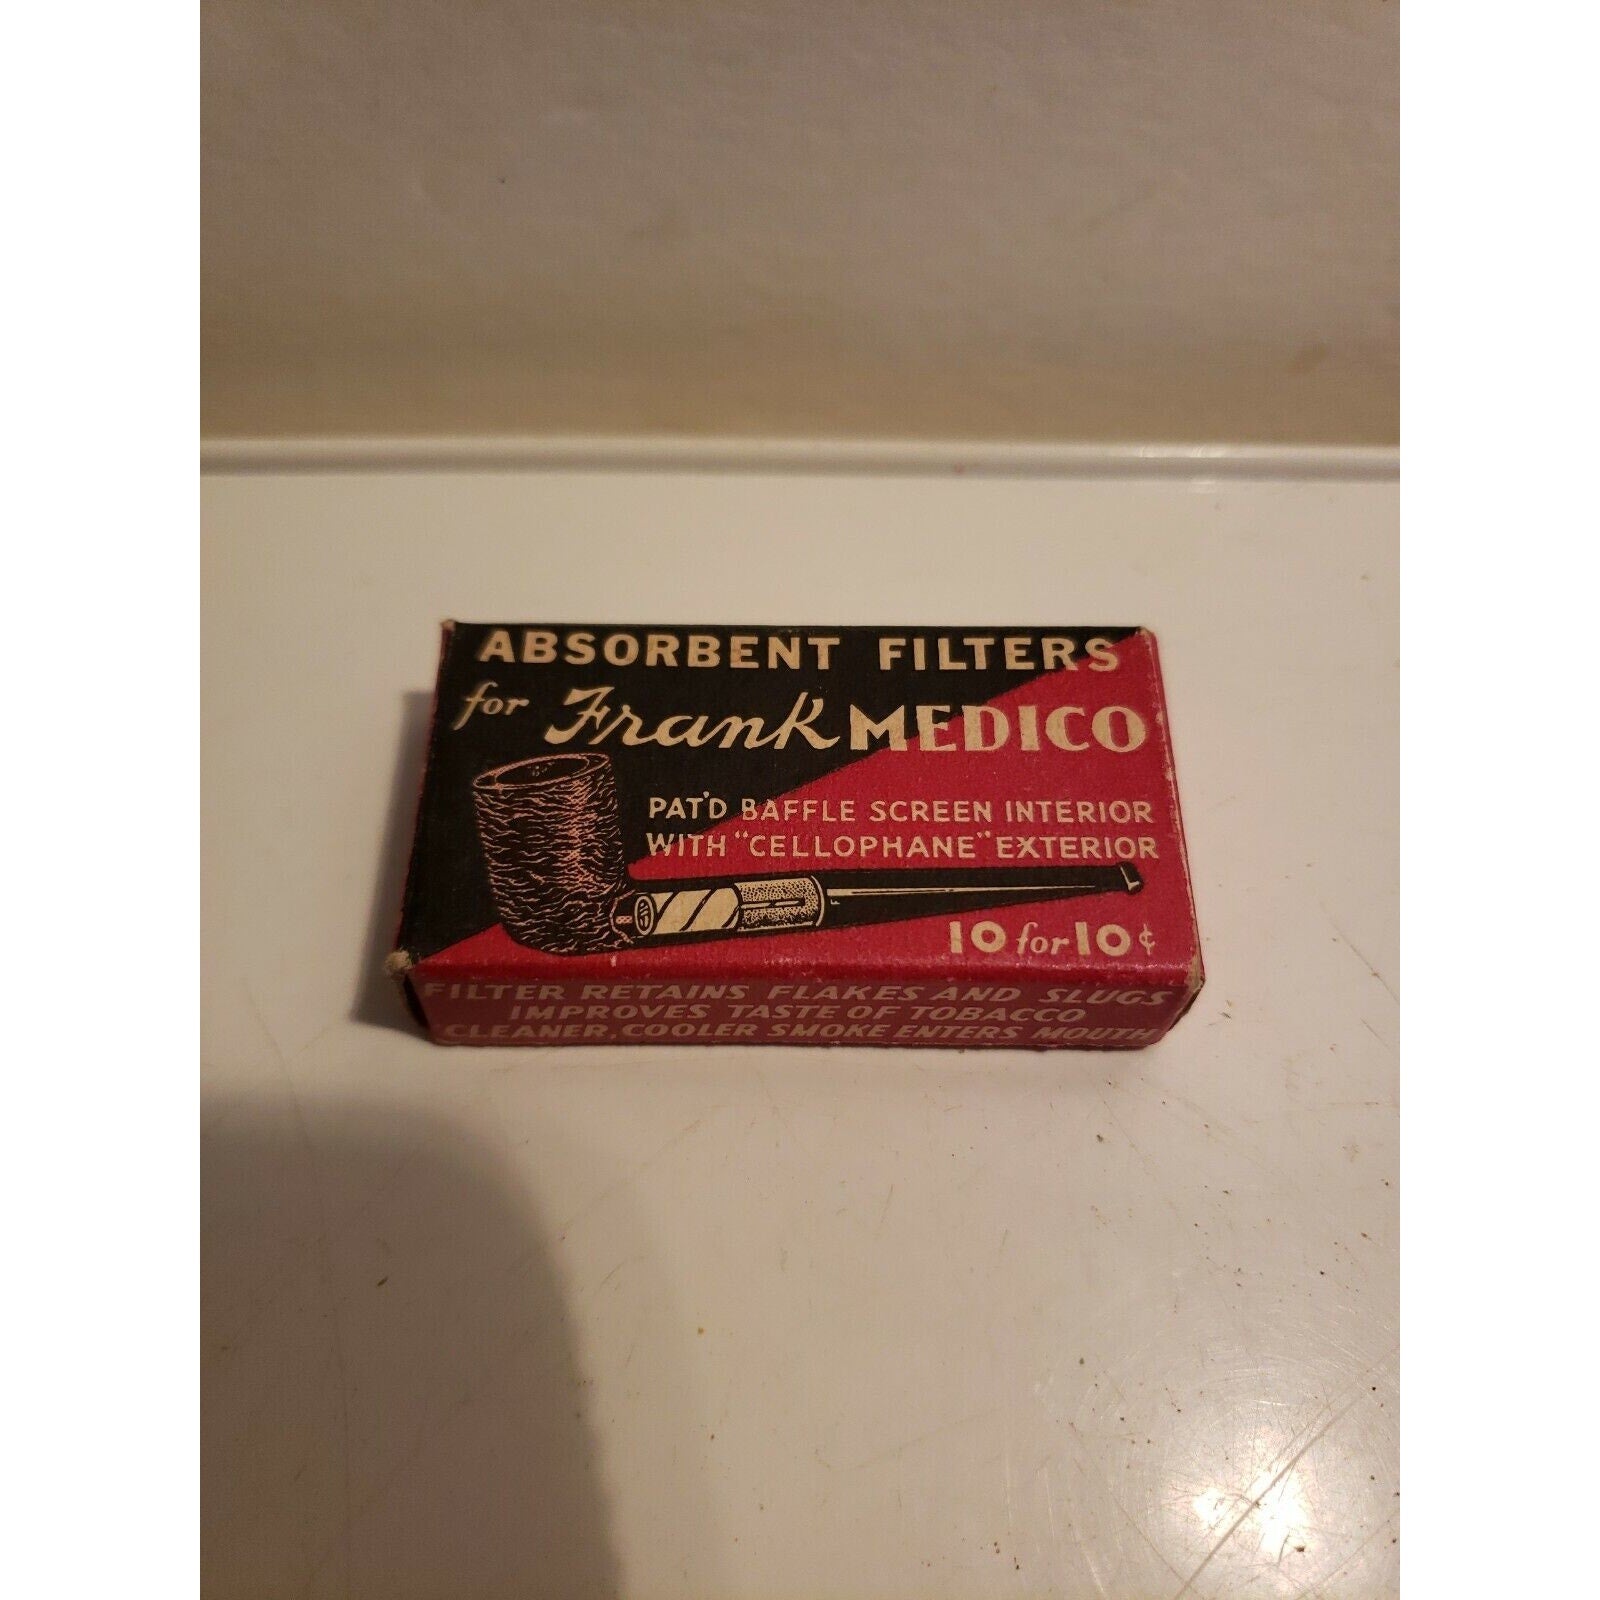 ABSORBENT FILTERS
for Frank MEDICO
PAT'D BAFFLE SCREEN INTERIOR
WITH "CELLOPHANE" EXTERIOR
10 for 10¢
FILTER RETAINS FLAKES AND SLUGS
IMPROVES TASTE OF TOBACCO
CLEANER, COOLER SMOKE ENTERS MOUTH